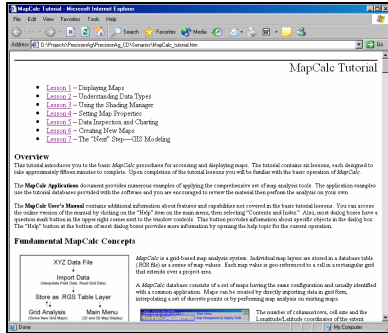 MapCalc Tutorial - Microsoft Internet Explorer
File Edit View Favorites Tools Help
Search Favorites Media
Address D:\Projects\PrecisionAg\PrecisionAg_CD\Senarios\MapCalc_tutorial.htm Go
MapCalc Tutorial
Lesson 1 – Displaying Maps
Lesson 2 – Understanding Data Types
Lesson 3 – Using the Shading Manager
Lesson 4 – Setting Map Properties
Lesson 5 – Data Inspection and Charting
Lesson 6 – Creating New Maps
Lesson 7 – The "Next" Step—GIS Modeling
Overview
This tutorial introduces you to the basic MapCalc procedures for accessing and displaying maps. The tutorial contains six lessons, each designed to
take approximately fifteen minutes to complete. Upon completion of the tutorial lessons you will be familiar with the basic operation of MapCalc.
The MapCalc Applications document provides numerous examples of applying the comprehensive set of map analysis tools. The application examples
use the tutorial databases provided with the software and you are encouraged to review the material then perform the analysis on your own.
The MapCalc User's Manual contains additional information about features and capabilities not covered in the basic tutorial lessons. You can access
the online version of the manual by clicking on the "Help" item on the main menu, then selecting "Contents and Index." Also, most dialog boxes have a
question mark button in the upper right corner next to the window controls. This button provides information about specific objects in the dialog box.
The "Help" button at the bottom of most dialog boxes provides more information by opening the help topic for the current operation.
Fundamental MapCalc Concepts
XYZ Data File
Import Data
(Interpolate Point Data, Read Grid Data)
Store as .RGS Table Layer
Grid Analysis
(Derive New Grid Maps)
Main Menu
(2D and 3D Map Display)
MapCalc is a grid-based map analysis system. Individual map layers are stored in a database table
(.RGS file) as a series of map values. Each map value is geo-referenced to a cell in a rectangular grid
that extends over a project area.
A MapCalc database consists of a set of maps having the same configuration and usually identified
with a common application. Maps can be created by directly importing data in grid form,
interpolating a set of discrete points or by performing map analysis on existing maps.
The number of columns/rows, cell size and the
Longitude/Latitude coordinates of the extent
Done My Computer